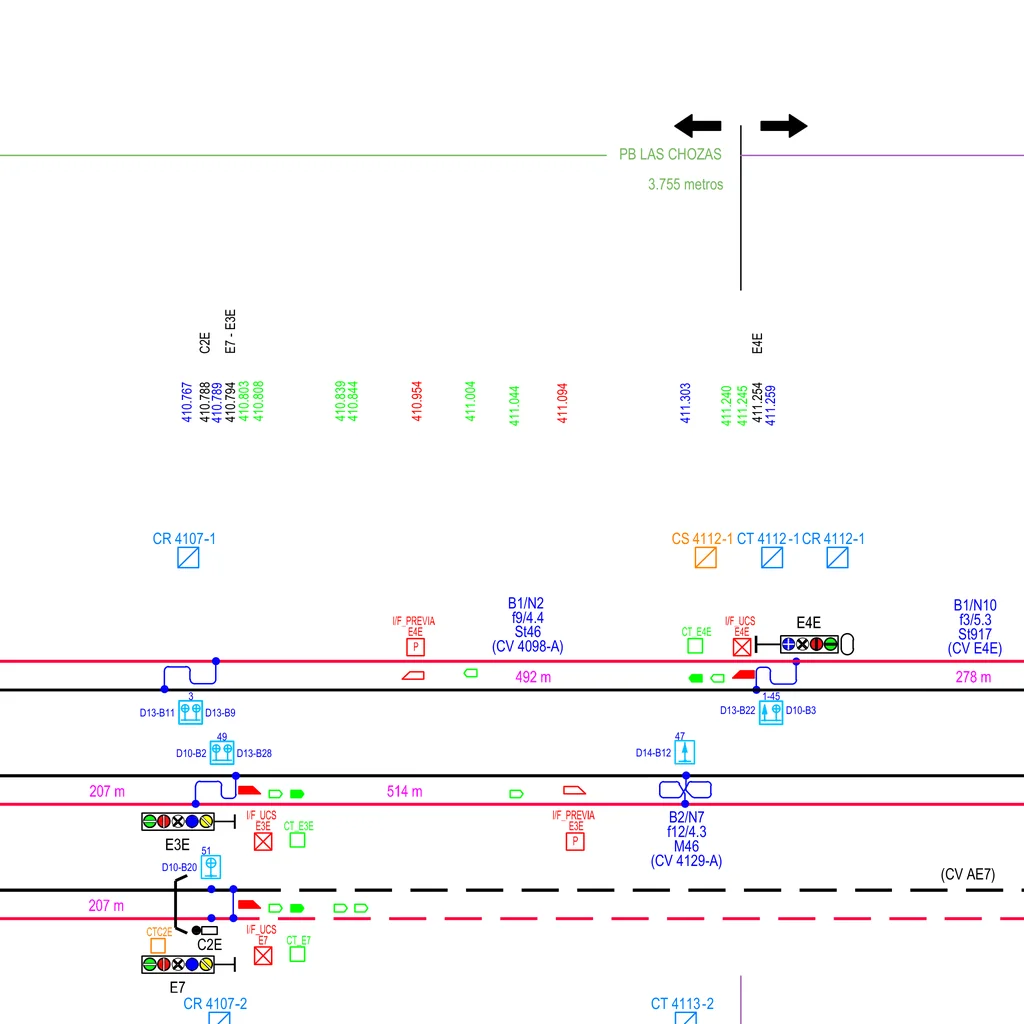 PB LAS CHOZAS
3.755 metros
C2E
E7 - E3E
E4E
410.767
410.788
410.789
410.794
410.803
410.808
410.839
410.844
410.954
411.004
411.044
411.094
411.303
411.240
411.245
411.254
411.259
CR 4107-1
CS 4112-1
CT 4112-1
CR 4112-1
B1/N2
f9/4.4
St46
(CV 4098-A)
B1/N10
f3/5.3
St917
(CV E4E)
I/F_PREVIA
E4E
P
CT_E4E
I/F_UCS
E4E
E4E
492 m
278 m
3
D13-B11
D13-B9
1-45
D13-B22
D10-B3
49
D10-B2
D13-B28
47
D14-B12
207 m
514 m
E3E
I/F_UCS
E3E
CT_E3E
I/F_PREVIA
E3E
P
B2/N7
f12/4.3
M46
(CV 4129-A)
51
D10-B20
(CV AE7)
207 m
CTC2E
C2E
I/F_UCS
E7
CT_E7
E7
CR 4107-2
CT 4113-2